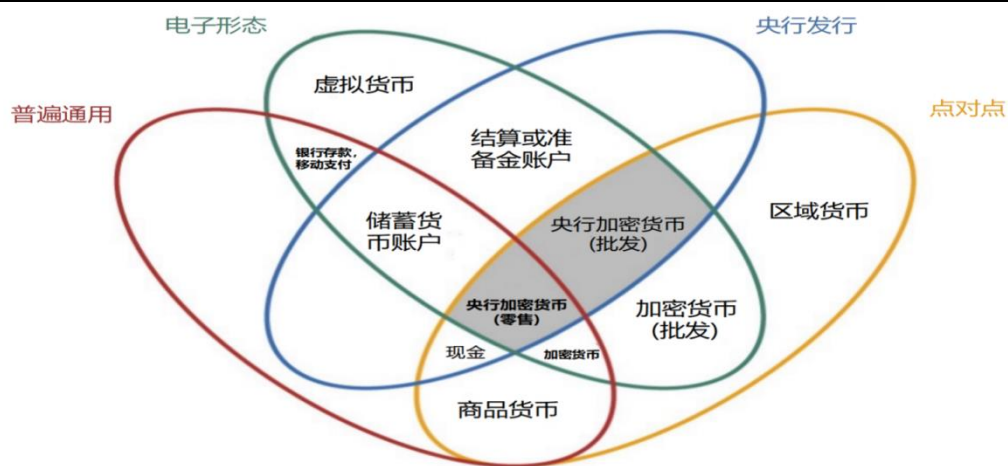 电子形态
央行发行
普遍通用
点对点
虚拟货币
银行存款，
移动支付
结算或准
备金账户
储蓄货
币账户
央行加密货币
(批发)
区域货币
央行加密货币
(零售)
加密货币
(批发)
现金
加密货币
商品货币